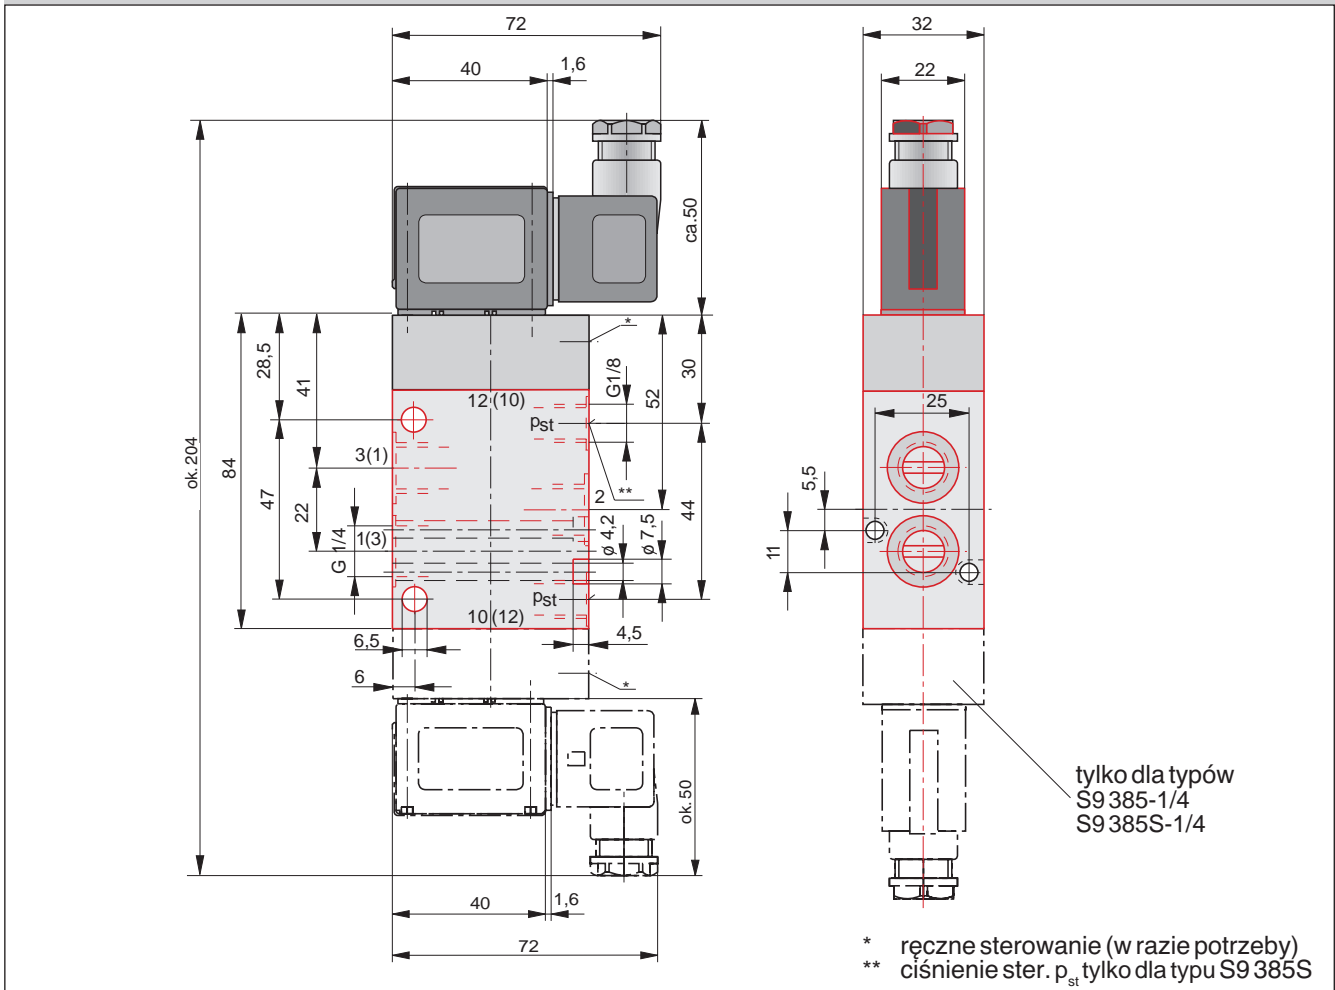 72
32
40
1,6
22
ca.50
*
28,5
41
G1/8
52
30
12 (10)
pst
25
ok. 204
84
3(1)
**
2
5,5
47
22
44
G 1/4
1(3)
ø 4,2
ø 7,5
11
pst
10 (12)
6,5
4,5
6
*
ok. 50
tylko dla typów
S9 385-1/4
S9 385S-1/4
40
1,6
72
* ręczne sterowanie (w razie potrzeby)
** ciśnienie ster. pst tylko dla typu S9 385S